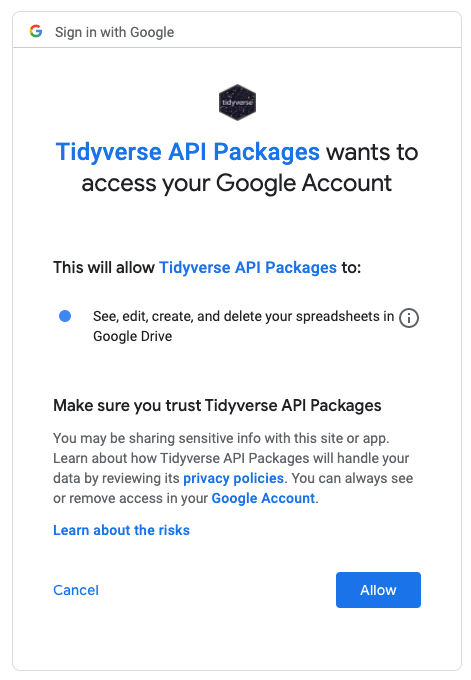 Sign in with Google
tidyverse
Tidyverse API Packages wants to
access your Google Account
This will allow Tidyverse API Packages to:
See, edit, create, and delete your spreadsheets in
Google Drive
Make sure you trust Tidyverse API Packages
You may be sharing sensitive info with this site or app.
Learn about how Tidyverse API Packages will handle your
data by reviewing its privacy policies. You can always see
or remove access in your Google Account.
Learn about the risks
Cancel
Allow